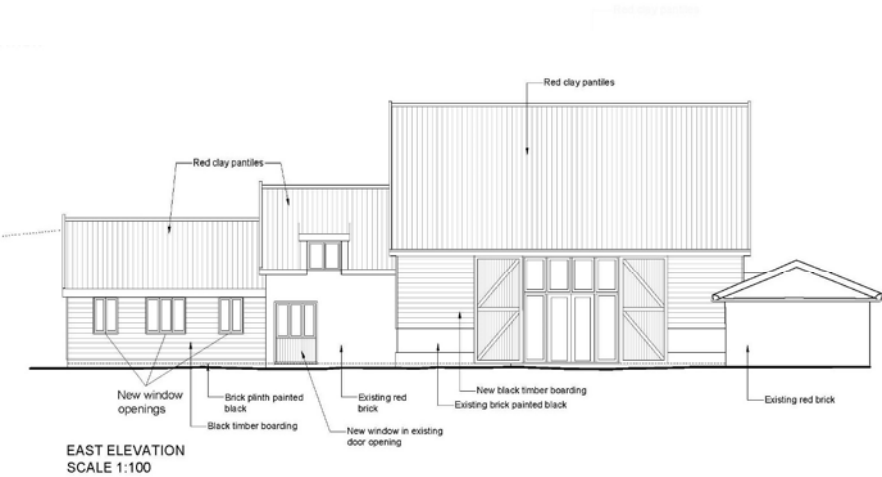 Red clay pantiles
Red clay pantiles
New window
openings
Brick plinth painted
black
Black timber boarding
Existing red
brick
New window in existing
door opening
New black timber boarding
Existing brick painted black
Existing red brick
EAST ELEVATION
SCALE 1:100